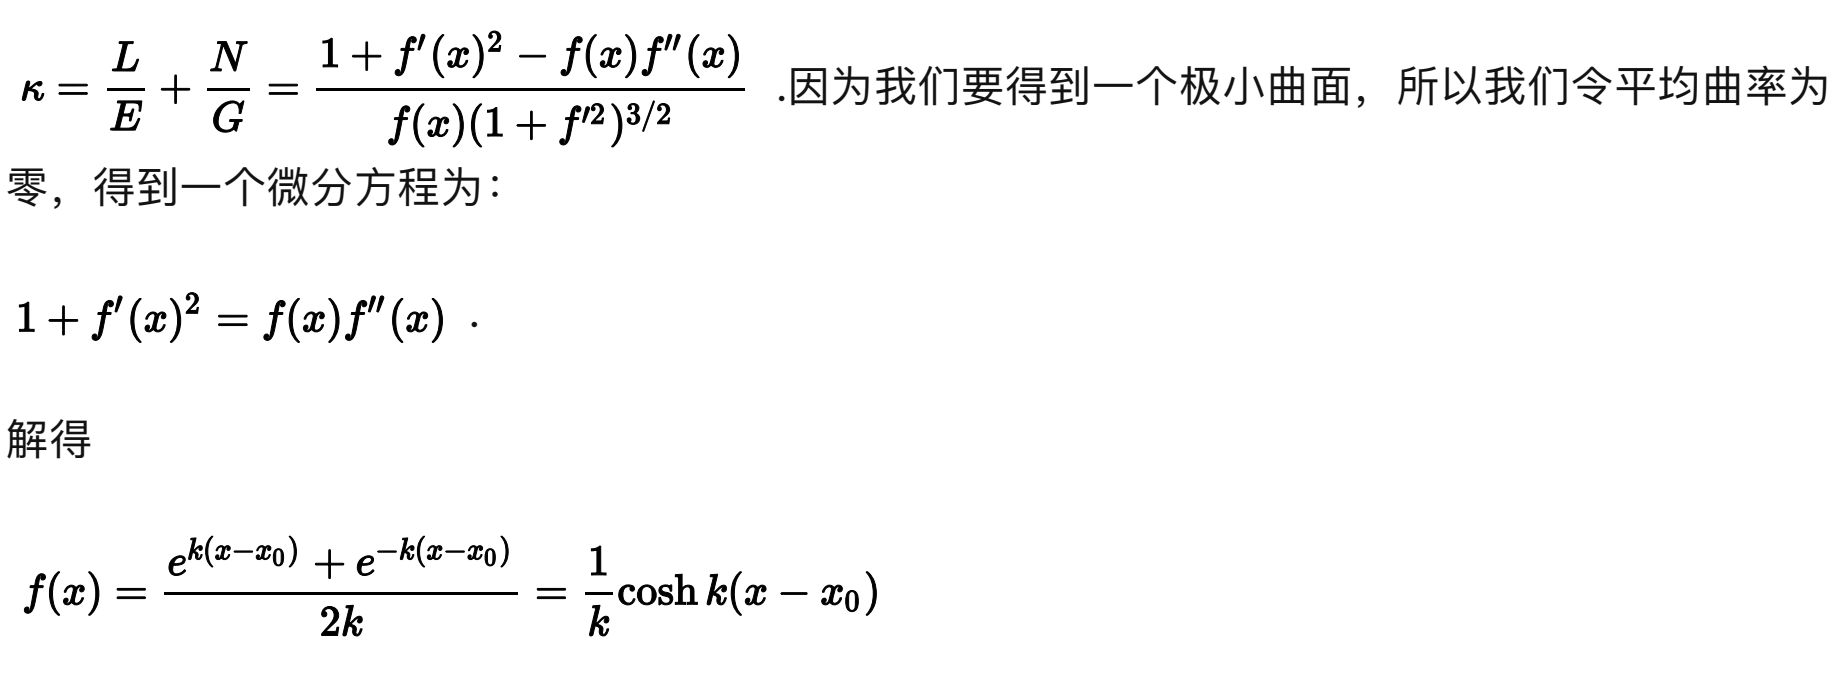 κ = L/E + N/G = (1 + f′(x)² − f(x)f″(x)) / (f(x)(1 + f′²)^{3/2}) .因为我们要得到一个极小曲面，所以我们令平均曲率为
零，得到一个微分方程为：
1 + f′(x)² = f(x)f″(x) .
解得
f(x) = (e^{k(x−x₀)} + e^{−k(x−x₀)}) / 2k = 1/k cosh k(x − x₀)